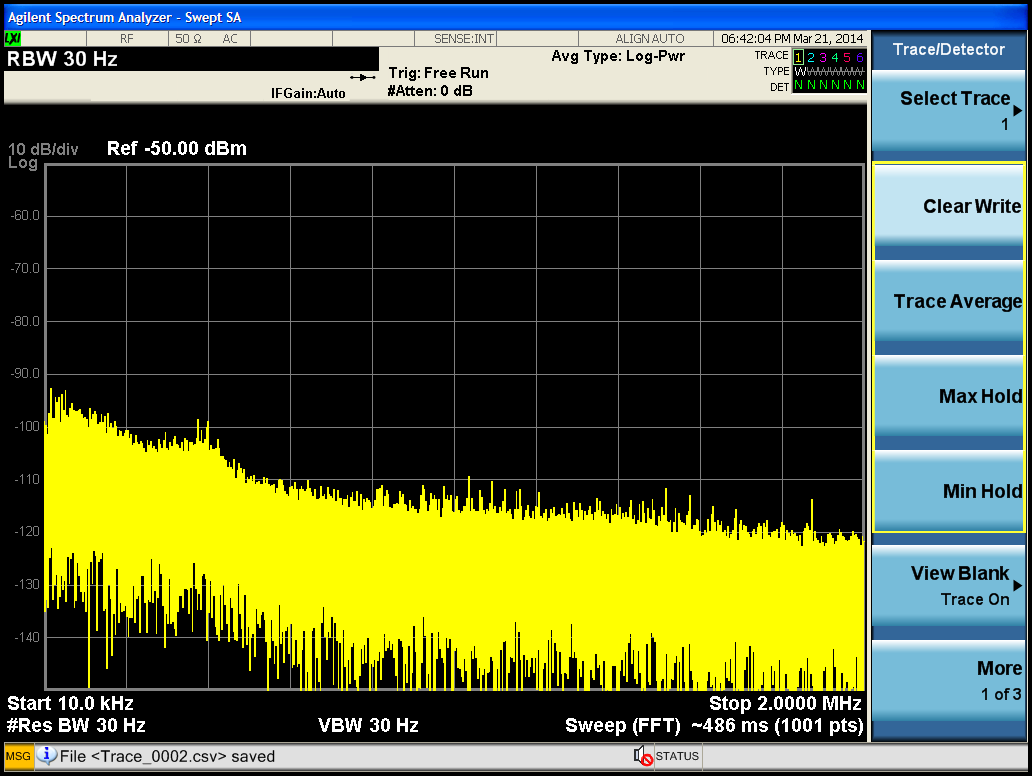 Agilent Spectrum Analyzer - Swept SA
LXI RF 50 Ω AC SENSE:INT ALIGN AUTO 06:42:04 PM Mar 21, 2014
RBW 30 Hz
Avg Type: Log-Pwr
TRACE 1 2 3 4 5 6
Trig: Free Run
TYPE WWWWWW
IFGain:Auto
#Atten: 0 dB
DET N N N N N N
10 dB/div
Log
Ref -50.00 dBm
-60.0
-70.0
-80.0
-90.0
-100
-110
-120
-130
-140
Start 10.0 kHz
Stop 2.0000 MHz
#Res BW 30 Hz
VBW 30 Hz
Sweep (FFT) ~486 ms (1001 pts)
MSG
File <Trace_0002.csv> saved
STATUS
Trace/Detector
Select Trace
1
Clear Write
Trace Average
Max Hold
Min Hold
View Blank
Trace On
More
1 of 3